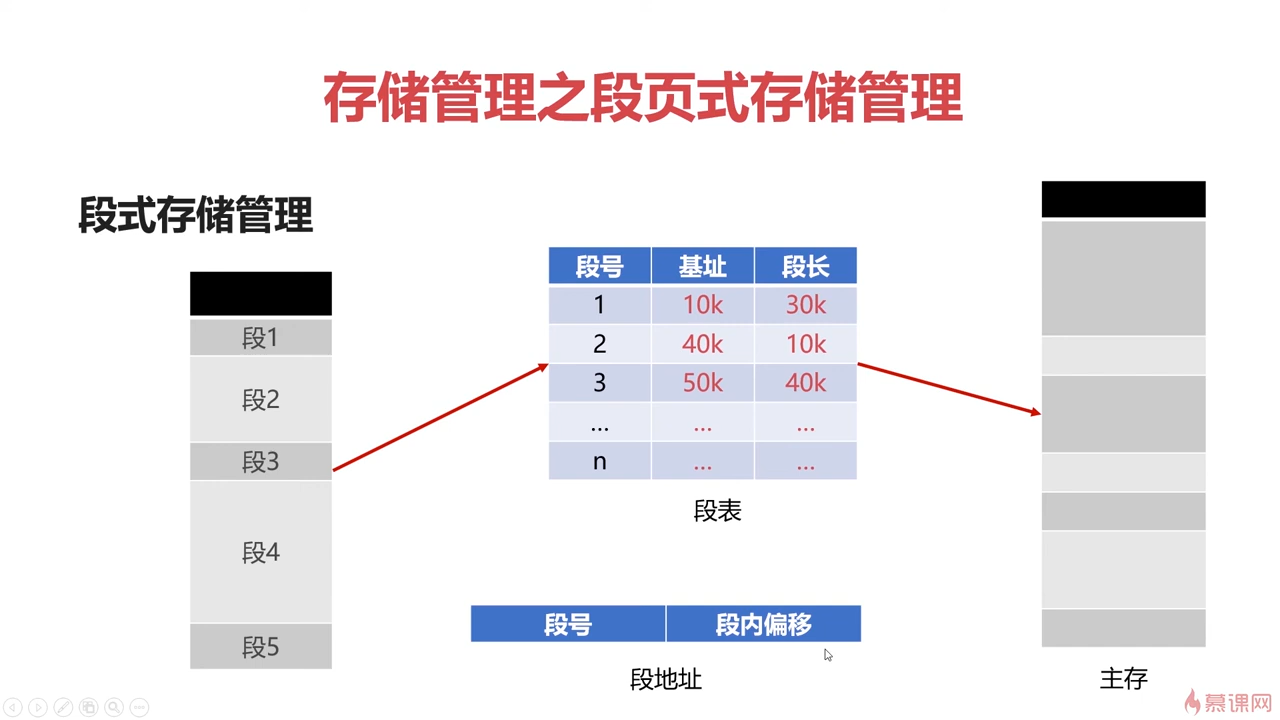 存储管理之段页式存储管理
段式存储管理
段1
段2
段3
段4
段5
段号 基址 段长
1 10k 30k
2 40k 10k
3 50k 40k
... ... ...
n ... ...
段表
段号 段内偏移
段地址
主存
慕课网